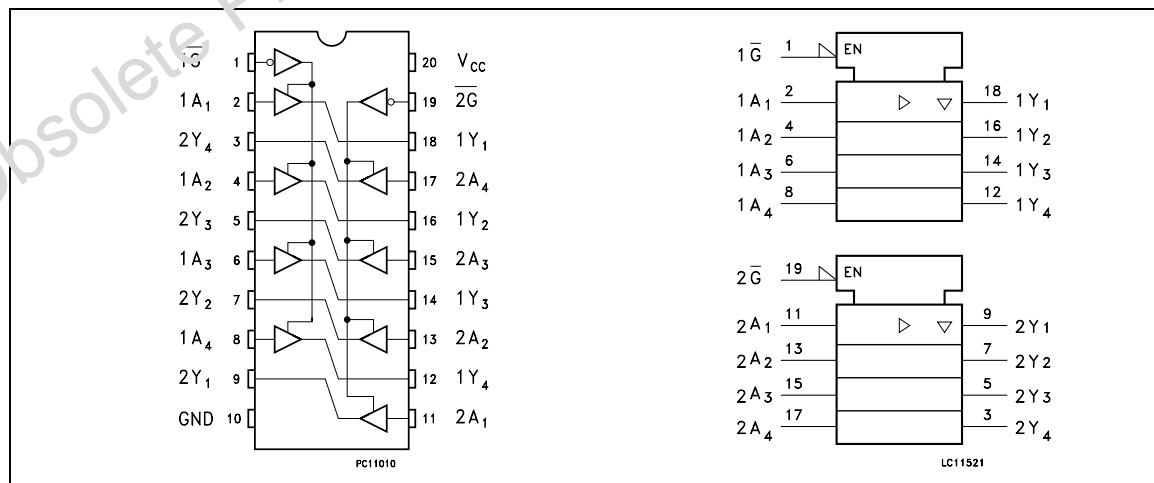 Obsolete
1G̅ 1 20 VCC
1A1 2 19 2G̅
2Y4 3 18 1Y1
1A2 4 17 2A4
2Y3 5 16 1Y2
1A3 6 15 2A3
2Y2 7 14 1Y3
1A4 8 13 2A2
2Y1 9 12 1Y4
GND 10 11 2A1
PC11010
1G̅ 1 EN
1A1 2 18 1Y1
1A2 4 16 1Y2
1A3 6 14 1Y3
1A4 8 12 1Y4
2G̅ 19 EN
2A1 11 9 2Y1
2A2 13 7 2Y2
2A3 15 5 2Y3
2A4 17 3 2Y4
LC11521